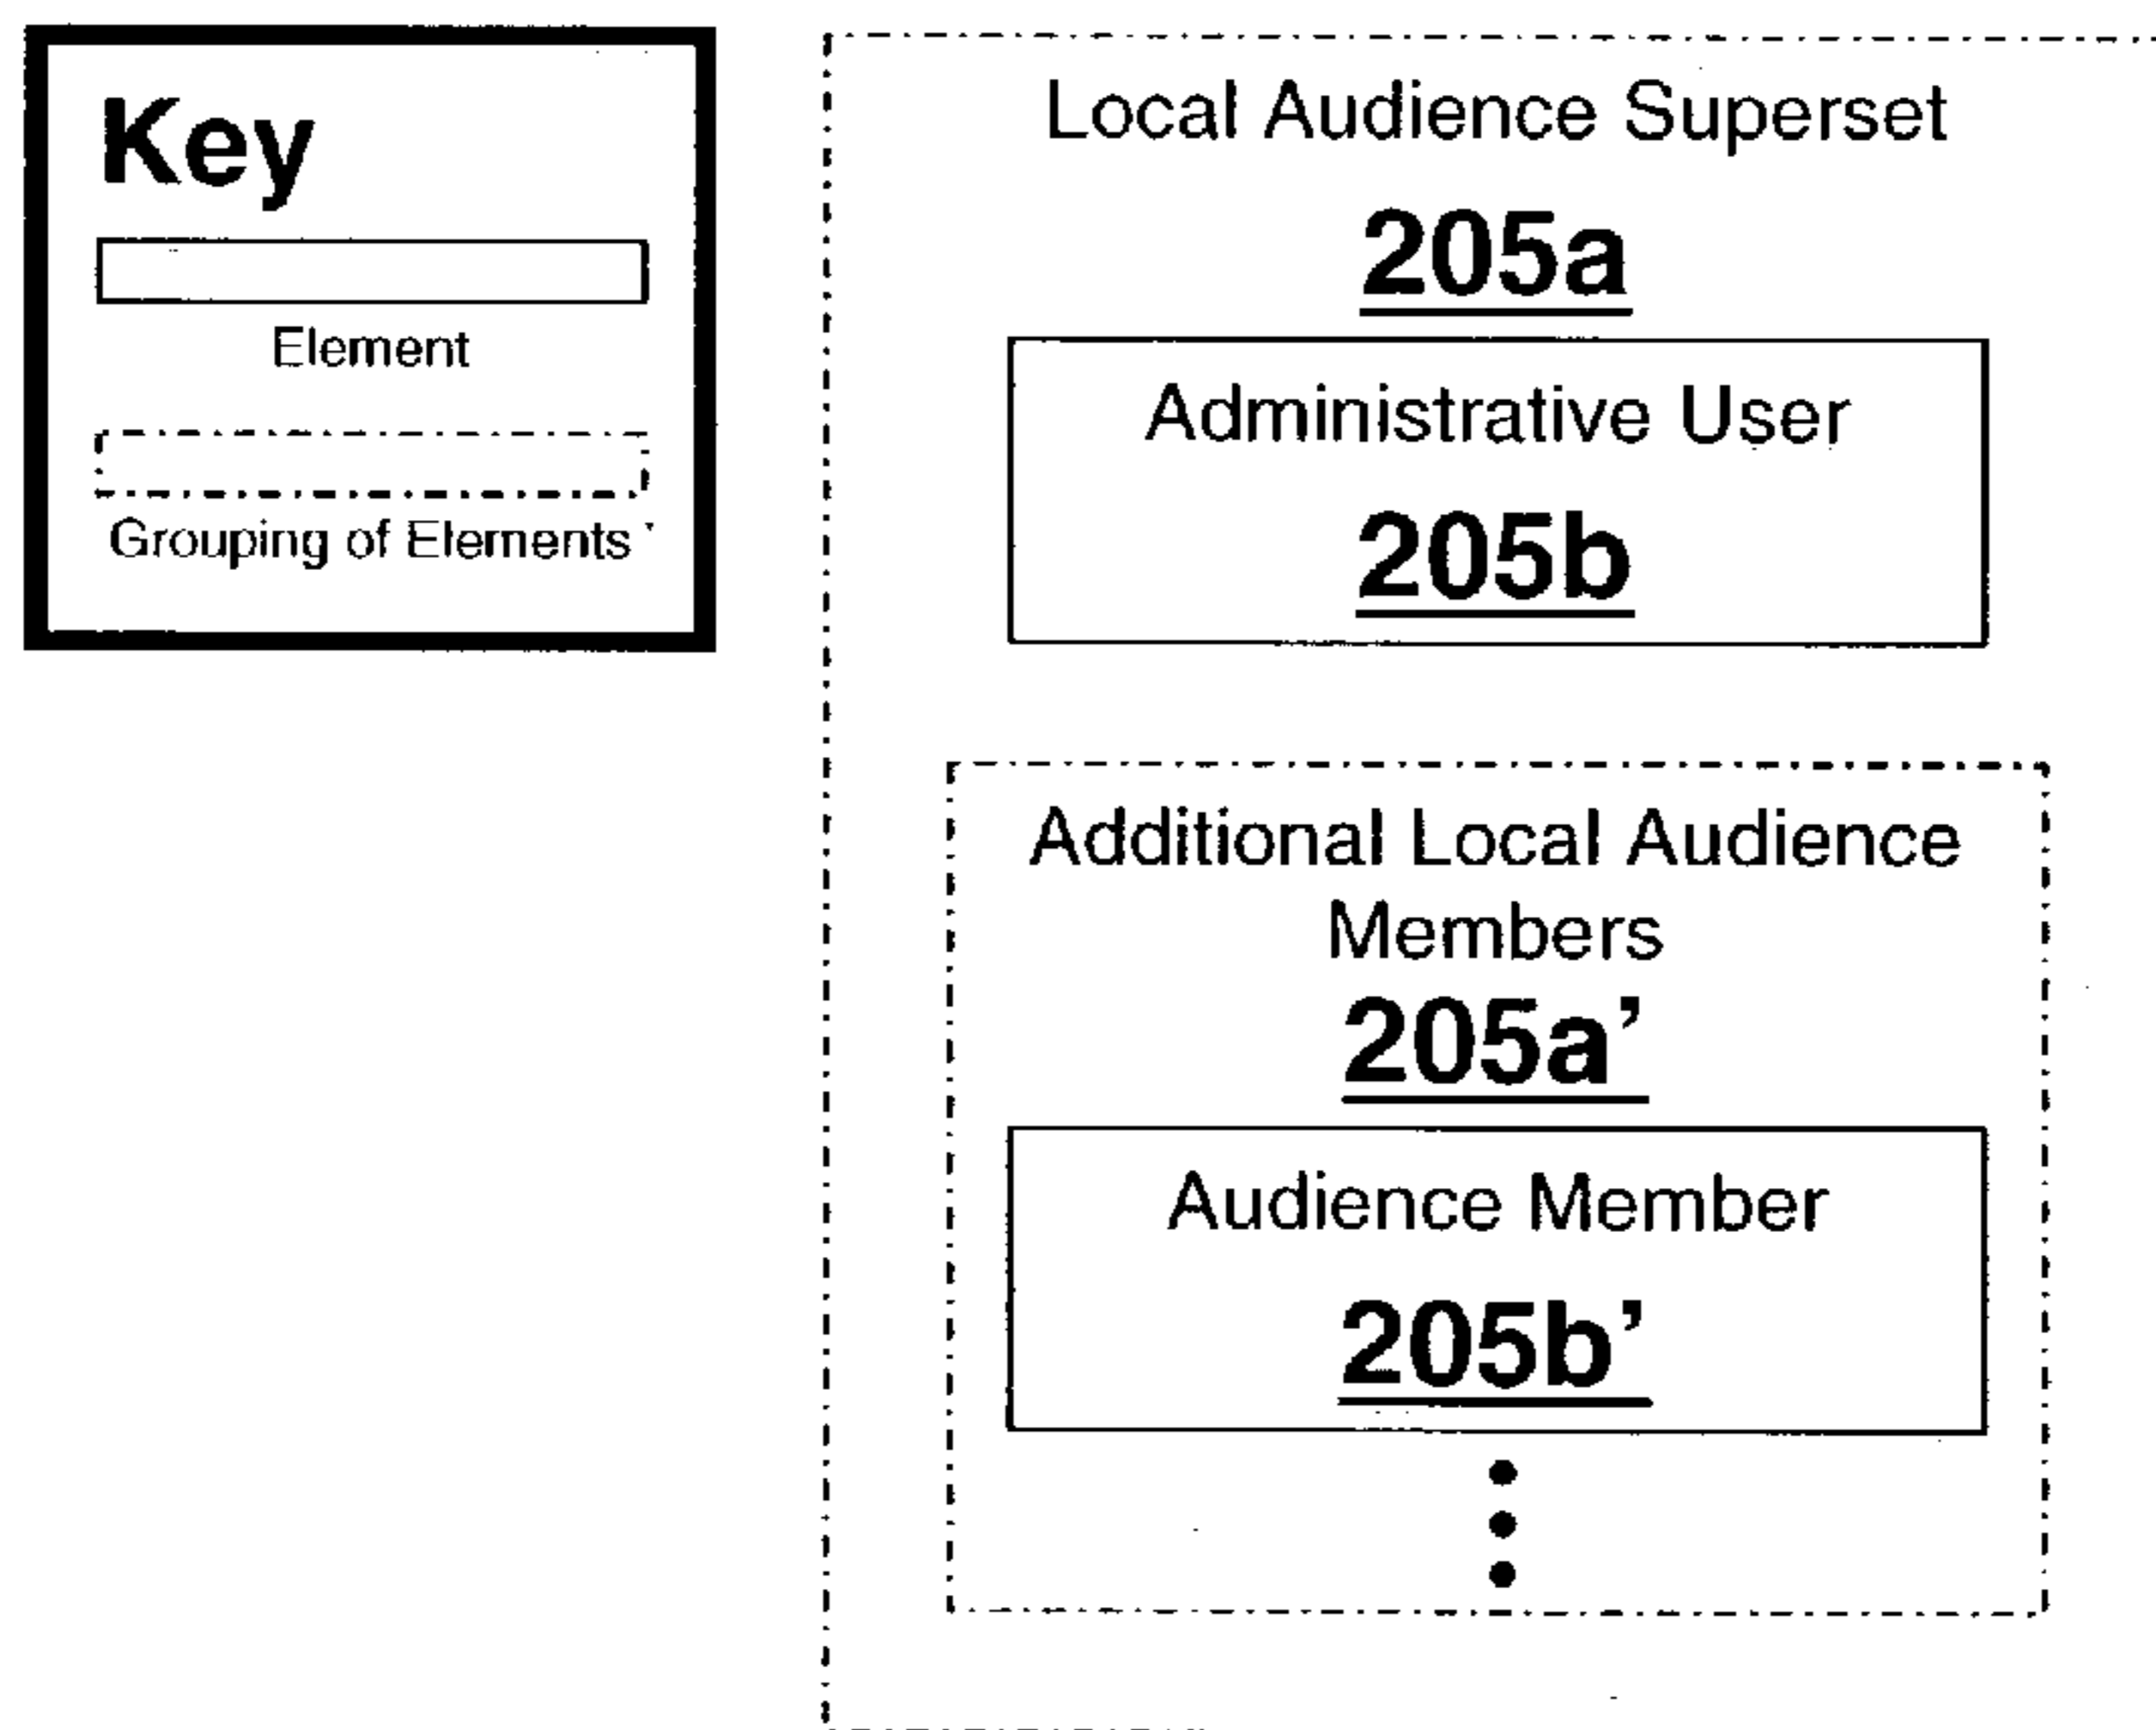 Key
Element
Grouping of Elements
Local Audience Superset
205a
Administrative User
205b
Additional Local Audience
Members
205a’
Audience Member
205b’